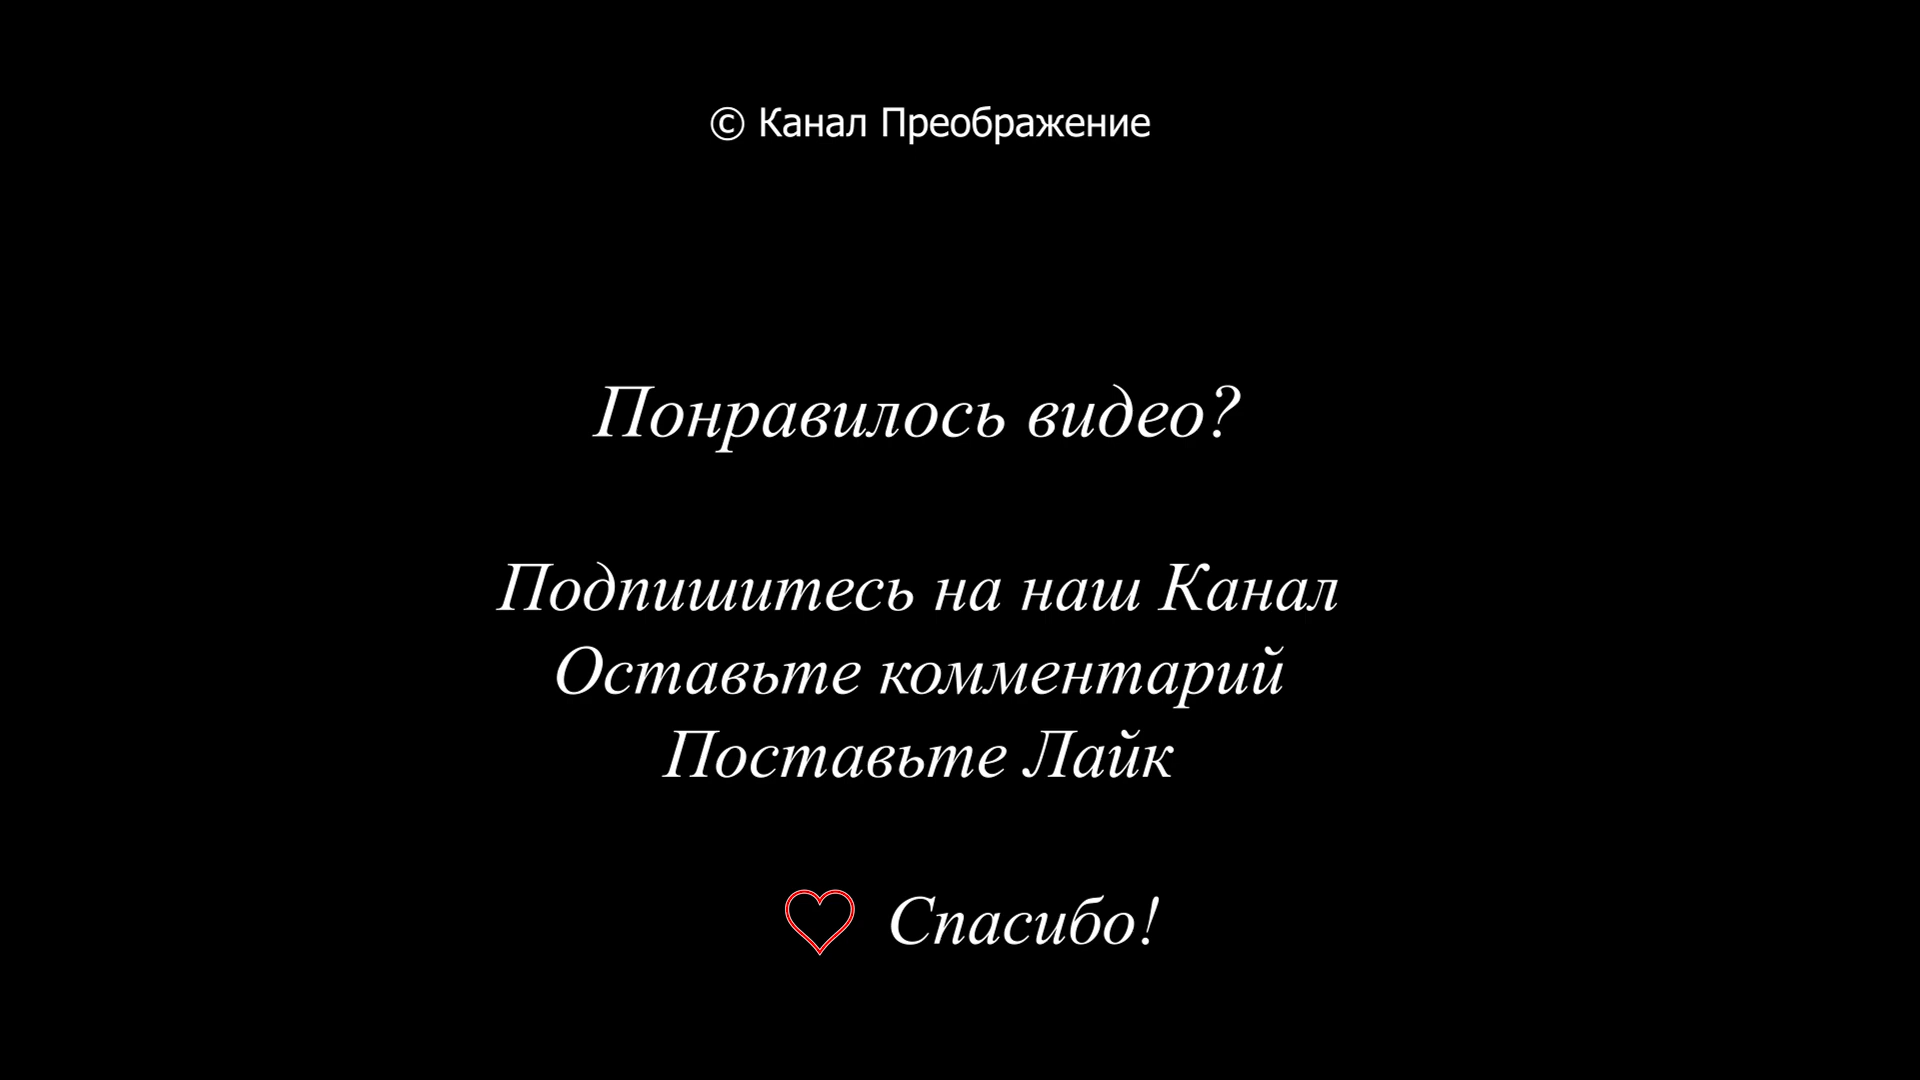 © Канал Преображение
Понравилось видео?
Подпишитесь на наш Канал
Оставьте комментарий
Поставьте Лайк
Спасибо!